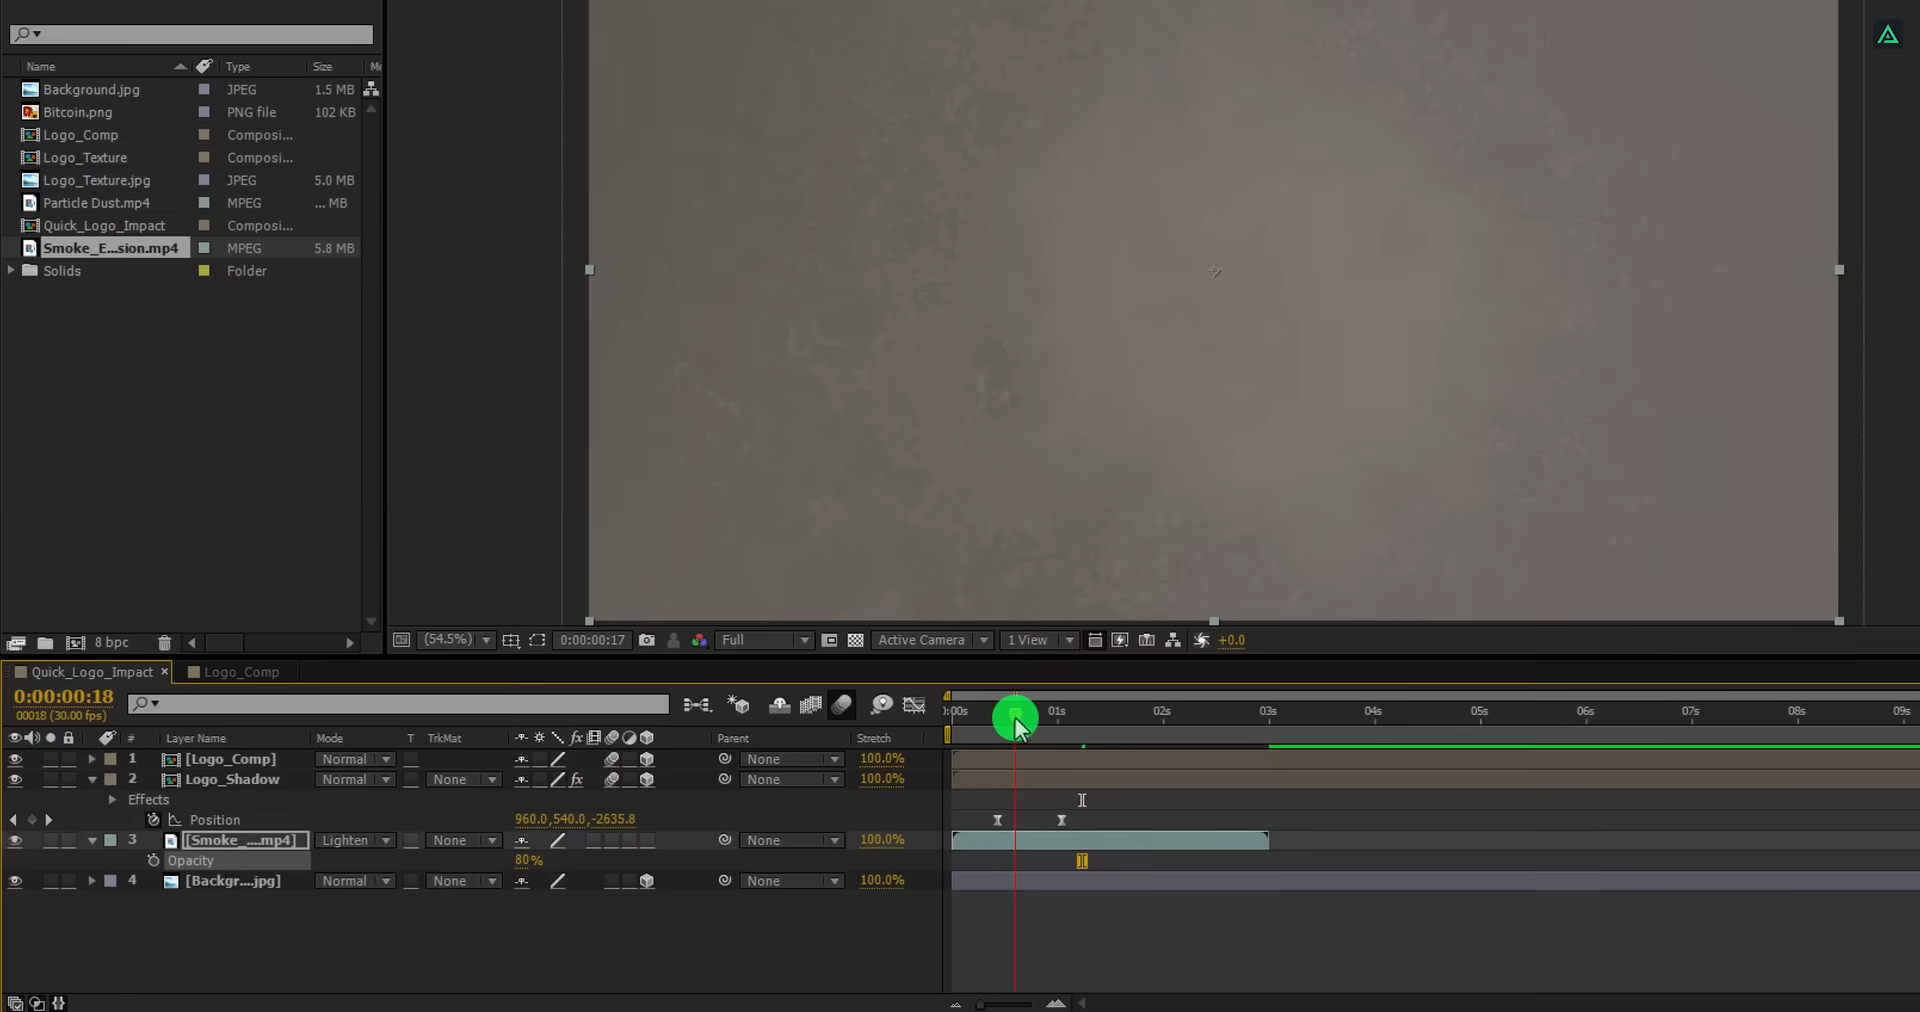 Name Type Size Me
Background.jpg JPEG 1.5 MB
Bitcoin.png PNG file 102 KB
Logo_Comp Composi...
Logo_Texture Composi...
Logo_Texture.jpg JPEG 5.0 MB
Particle Dust.mp4 MPEG ... MB
Quick_Logo_Impact Composi...
Smoke_E...sion.mp4 MPEG 5.8 MB
Solids Folder
8 bpc (54.5%) 0:00:00:17 Full Active Camera 1 View +0.0
Quick_Logo_Impact × Logo_Comp
0:00:00:18
00018 (30.00 fps)
):00s 01s 02s 03s 04s 05s 06s 07s 08s 09s
# Layer Name Mode T TrkMat fx Parent Stretch
1 [Logo_Comp] Normal None 100.0%
2 Logo_Shadow Normal None fx None 100.0%
Effects
Position 960.0,540.0,-2635.8
3 [Smoke_....mp4] Lighten None None 100.0%
Opacity 80%
4 [Backgr....jpg] Normal None None 100.0%